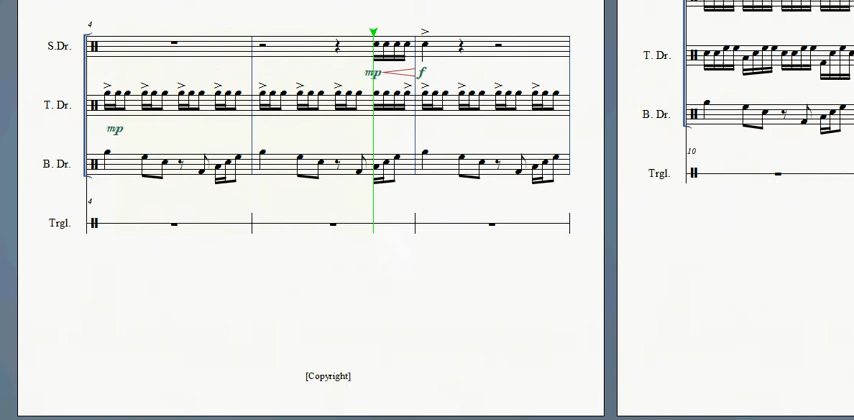 4
S.Dr.
mp f
T. Dr.
mp
B. Dr.
4
Trgl.
[Copyright]
T. Dr.
B. Dr.
10
Trgl.